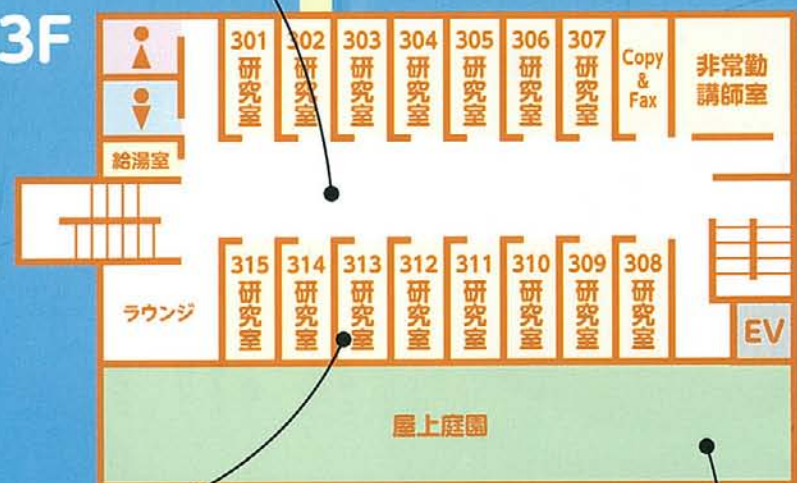 3F
301
研究室
302
研究室
303
研究室
304
研究室
305
研究室
306
研究室
307
研究室
Copy
&
Fax
非常勤
講師室
給湯室
ラウンジ
315
研究室
314
研究室
313
研究室
312
研究室
311
研究室
310
研究室
309
研究室
308
研究室
EV
屋上庭園